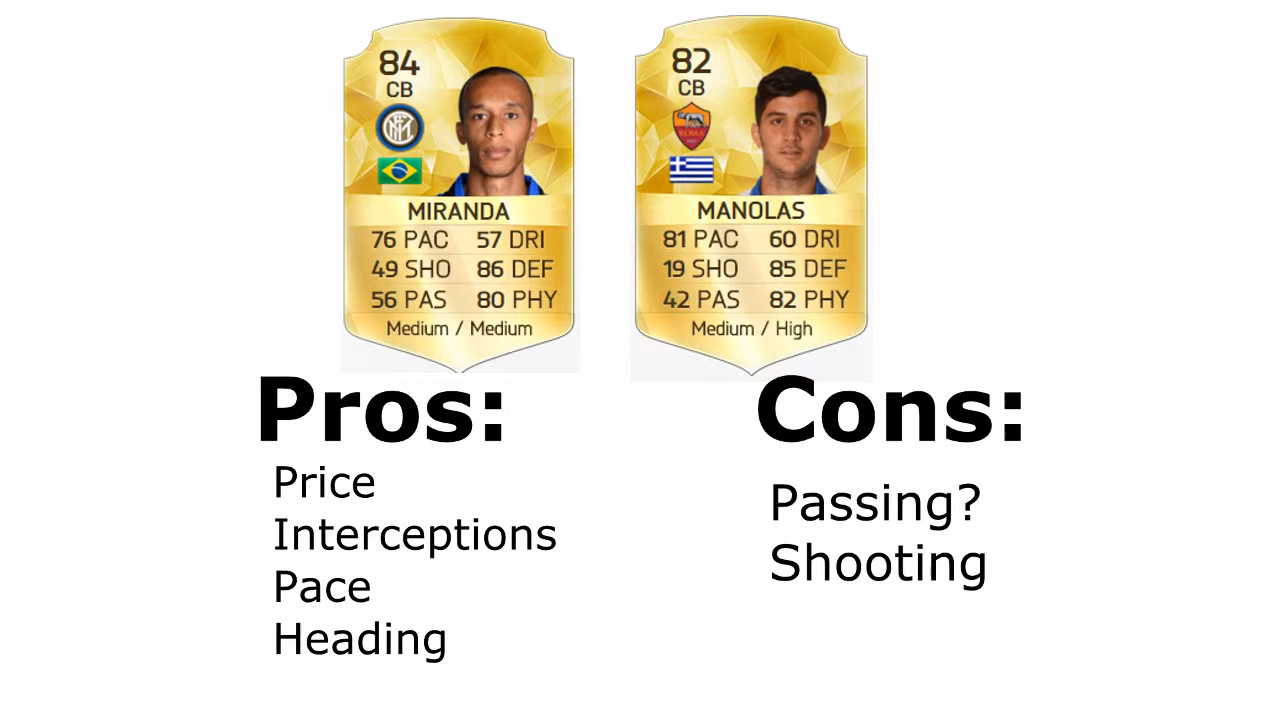 84
CB
MIRANDA
76 PAC 57 DRI
49 SHO 86 DEF
56 PAS 80 PHY
Medium / Medium
82
CB
ROMA
MANOLAS
81 PAC 60 DRI
19 SHO 85 DEF
42 PAS 82 PHY
Medium / High
Pros:
Price
Interceptions
Pace
Heading
Cons:
Passing?
Shooting